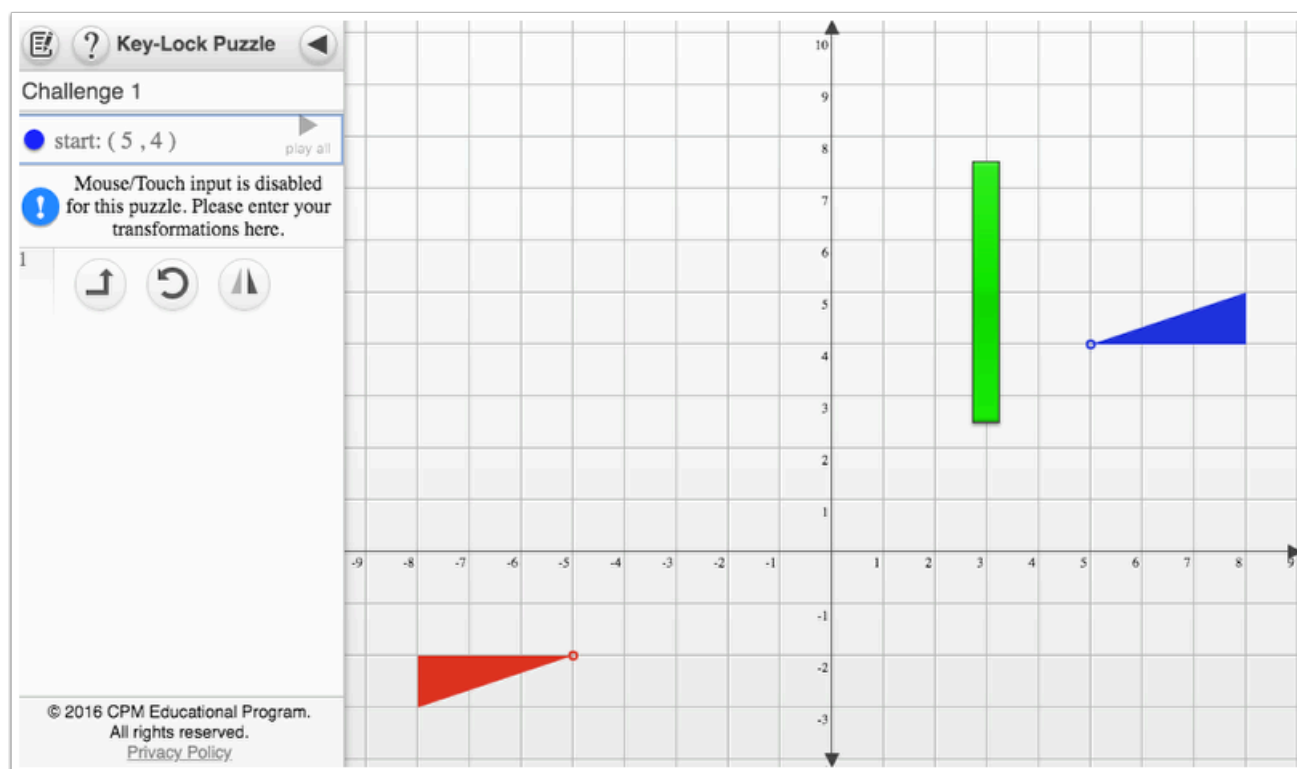 Key-Lock Puzzle
Challenge 1
start: ( 5 , 4 )
play all
Mouse/Touch input is disabled
for this puzzle. Please enter your
transformations here.
1
© 2016 CPM Educational Program.
All rights reserved.
Privacy Policy
10
9
8
7
6
5
4
3
2
1
-9 -8 -7 -6 -5 -4 -3 -2 -1 1 2 3 4 5 6 7 8 9
-1
-2
-3